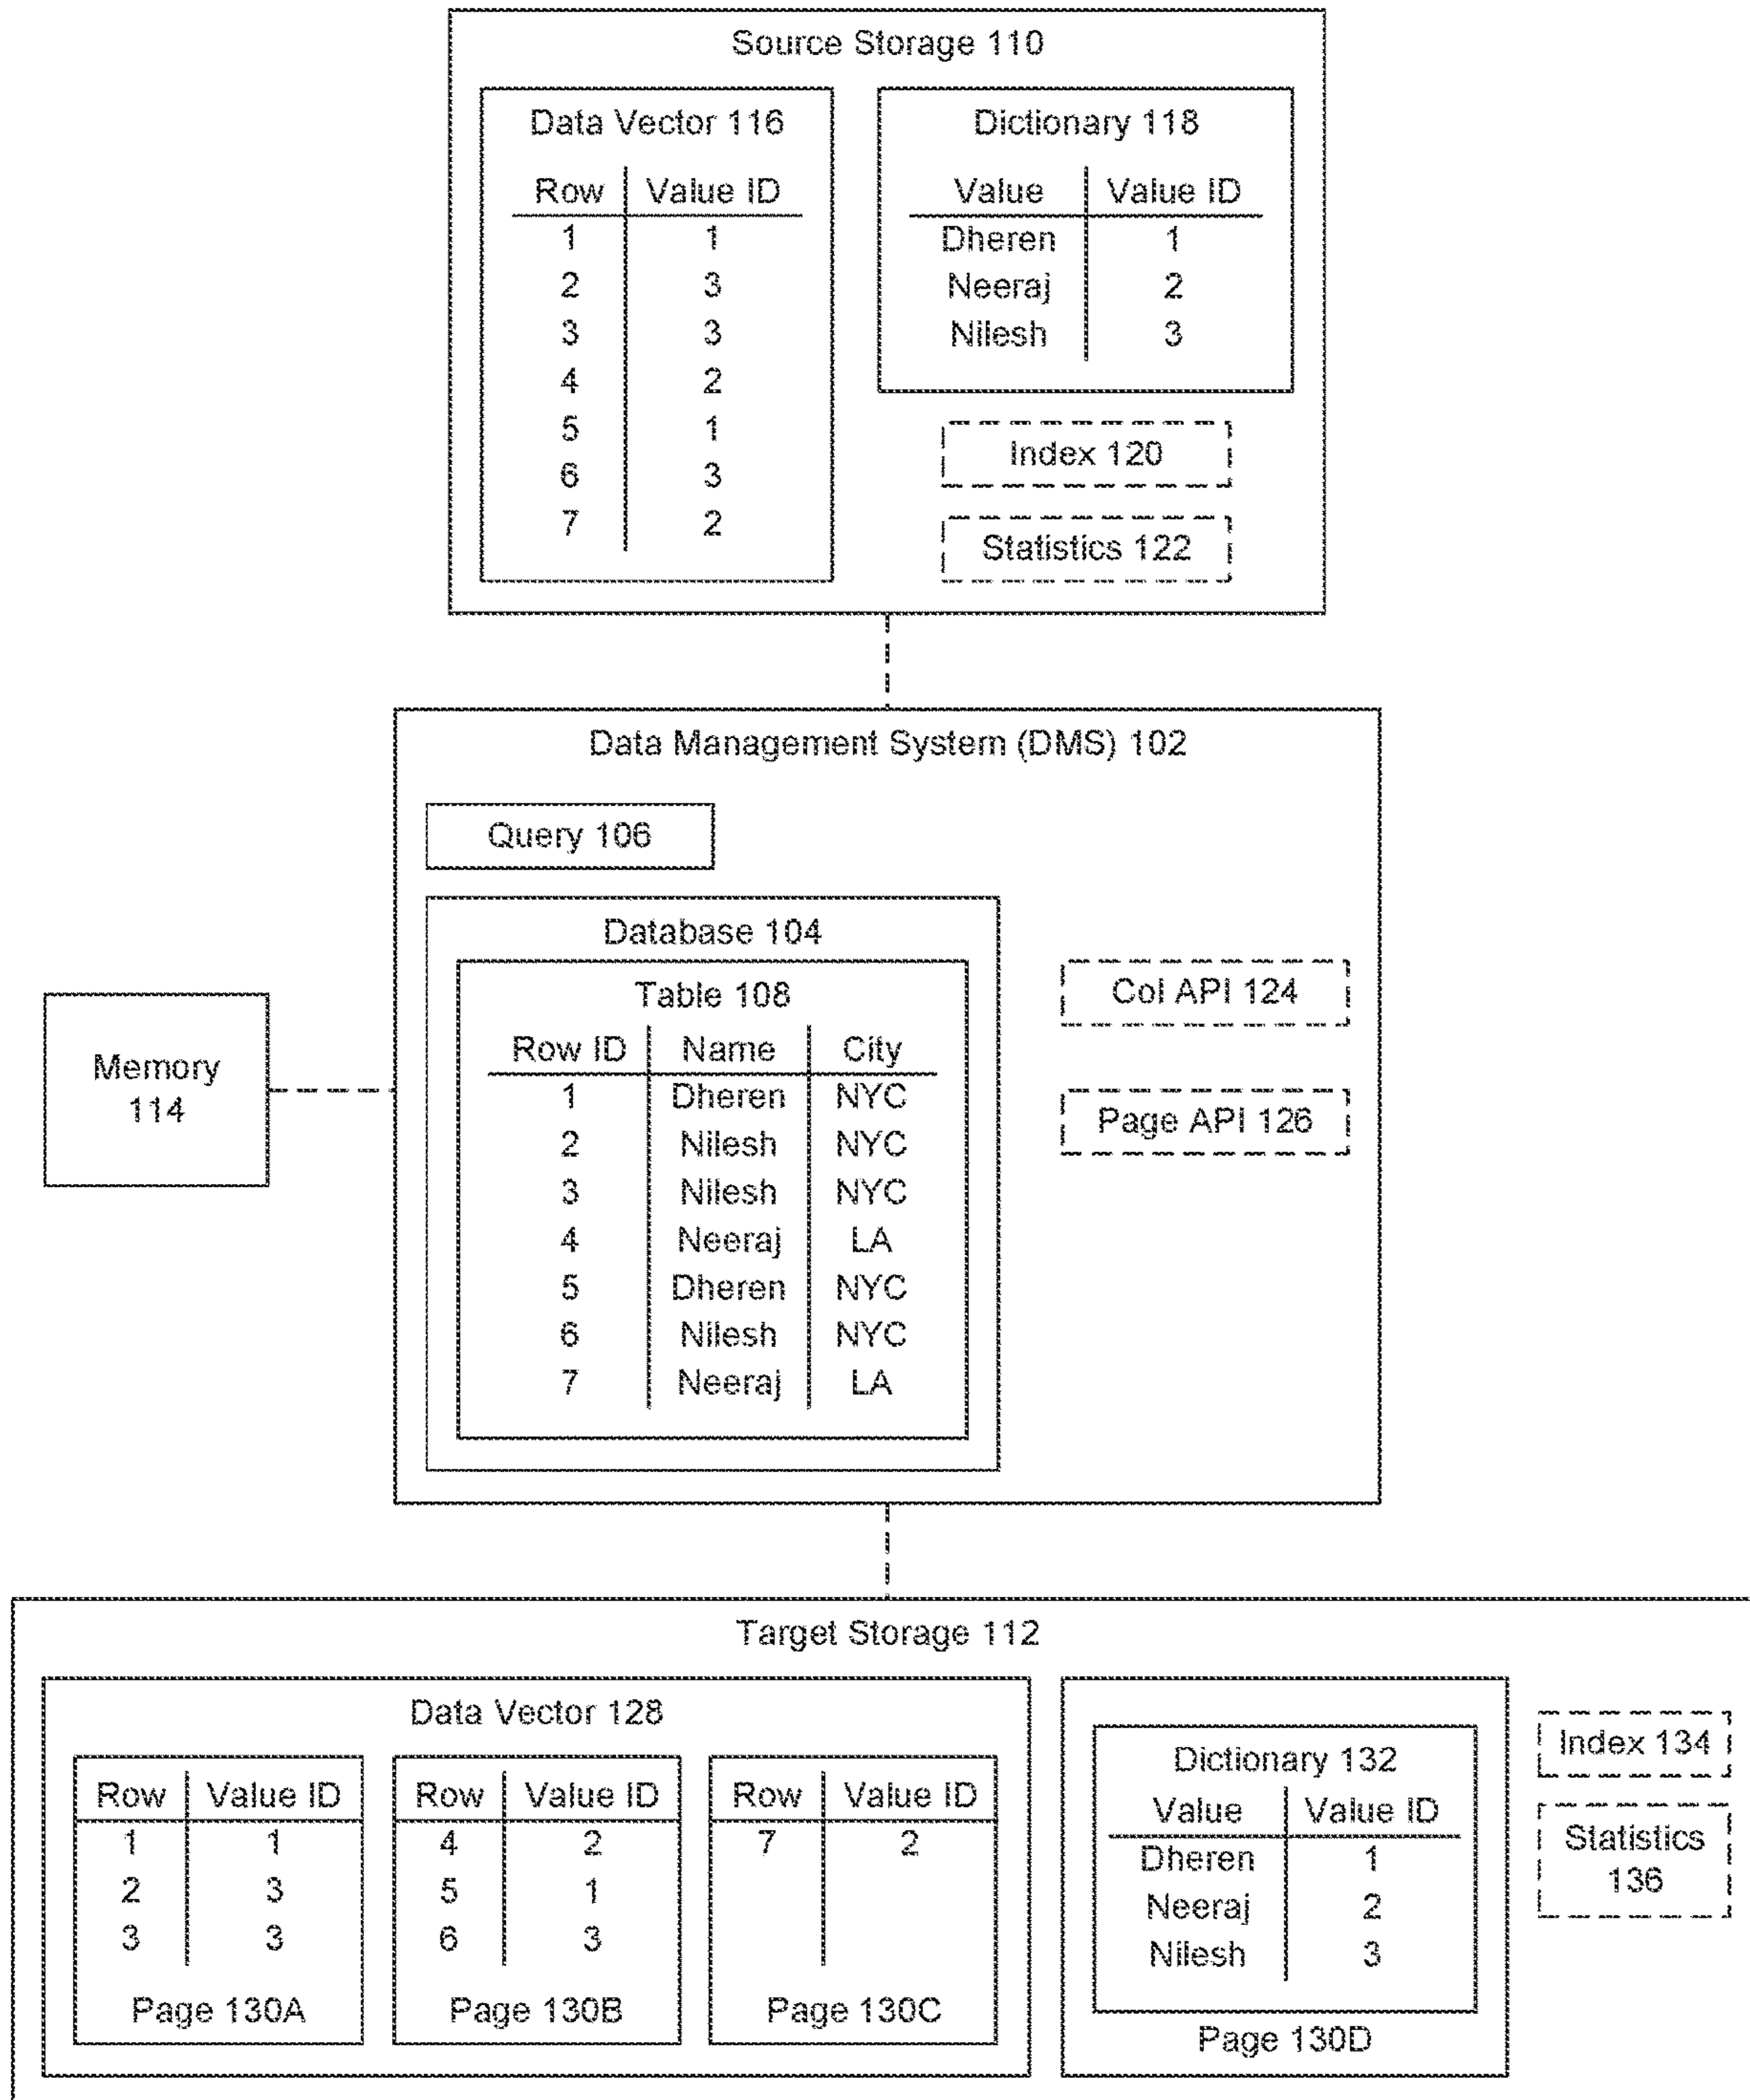 Source Storage 110
Data Vector 116
Row Value ID
1 1
2 3
3 3
4 2
5 1
6 3
7 2
Dictionary 118
Value Value ID
Dheren 1
Neeraj 2
Nilesh 3
Index 120
Statistics 122
Data Management System (DMS) 102
Query 106
Database 104
Table 108
Row ID Name City
1 Dheren NYC
2 Nilesh NYC
3 Nilesh NYC
4 Neeraj LA
5 Dheren NYC
6 Nilesh NYC
7 Neeraj LA
Col API 124
Page API 126
Memory
114
Target Storage 112
Data Vector 128
Row Value ID
1 1
2 3
3 3
Page 130A
Row Value ID
4 2
5 1
6 3
Page 130B
Row Value ID
7 2
Page 130C
Dictionary 132
Value Value ID
Dheren 1
Neeraj 2
Nilesh 3
Page 130D
Index 134
Statistics
136